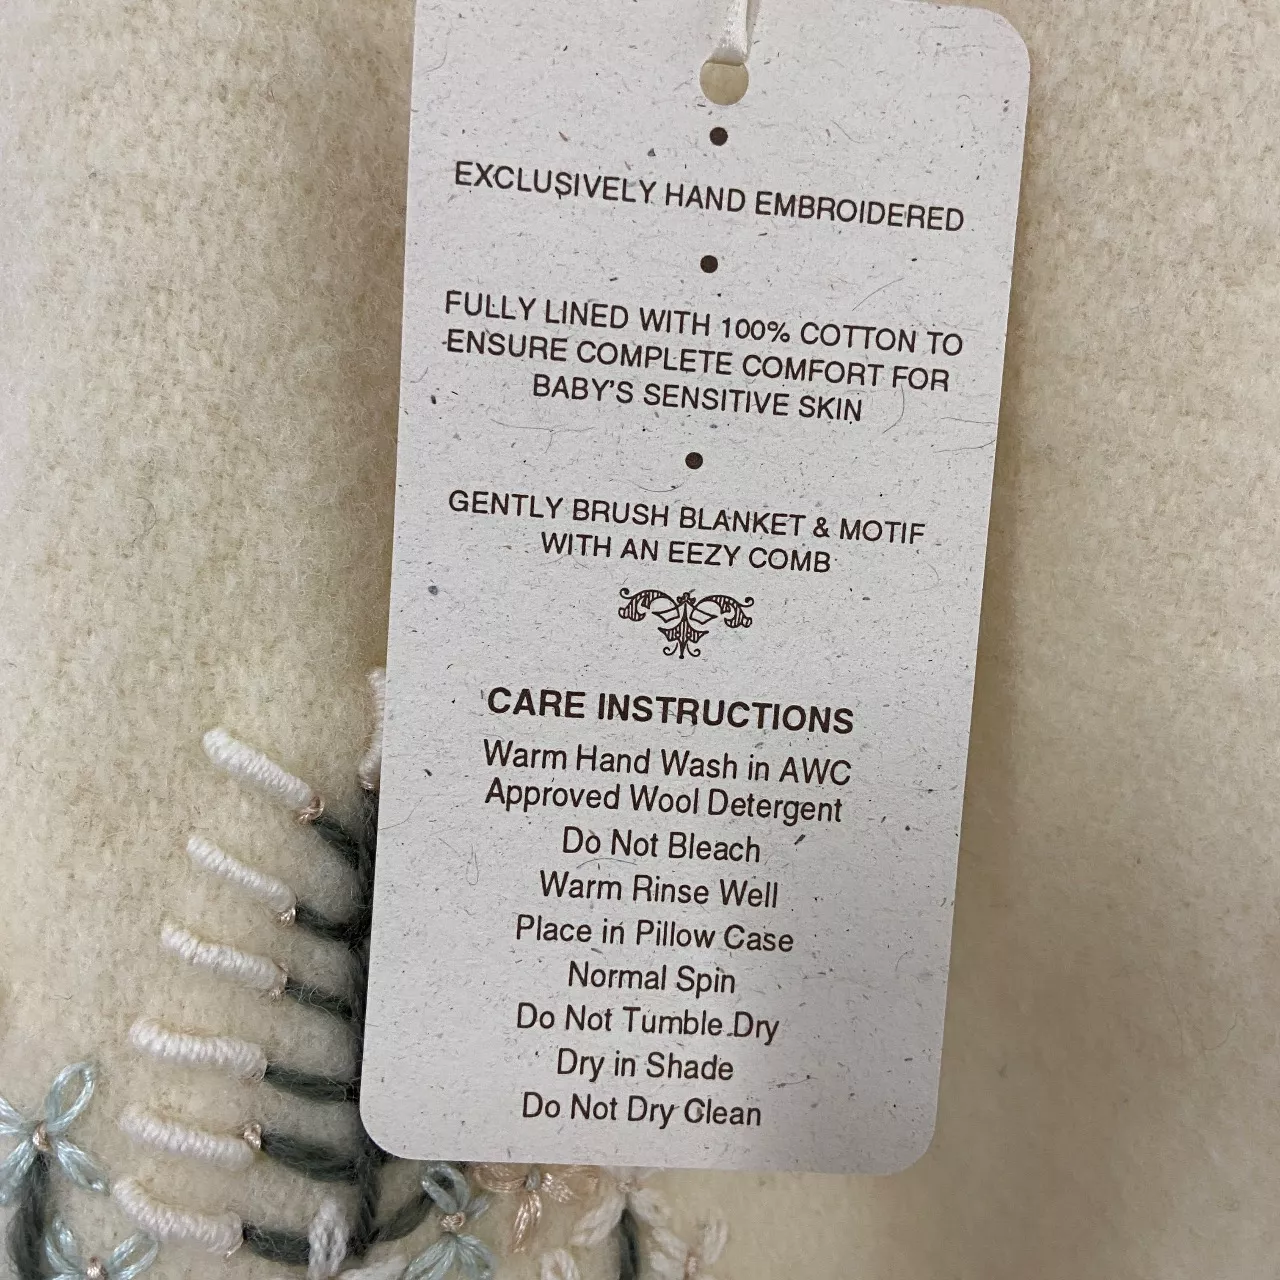 EXCLUSIVELY HAND EMBROIDERED
FULLY LINED WITH 100% COTTON TO
ENSURE COMPLETE COMFORT FOR
BABY'S SENSITIVE SKIN
GENTLY BRUSH BLANKET & MOTIF
WITH AN EEZY COMB
CARE INSTRUCTIONS
Warm Hand Wash in AWC
Approved Wool Detergent
Do Not Bleach
Warm Rinse Well
Place in Pillow Case
Normal Spin
Do Not Tumble Dry
Dry in Shade
Do Not Dry Clean